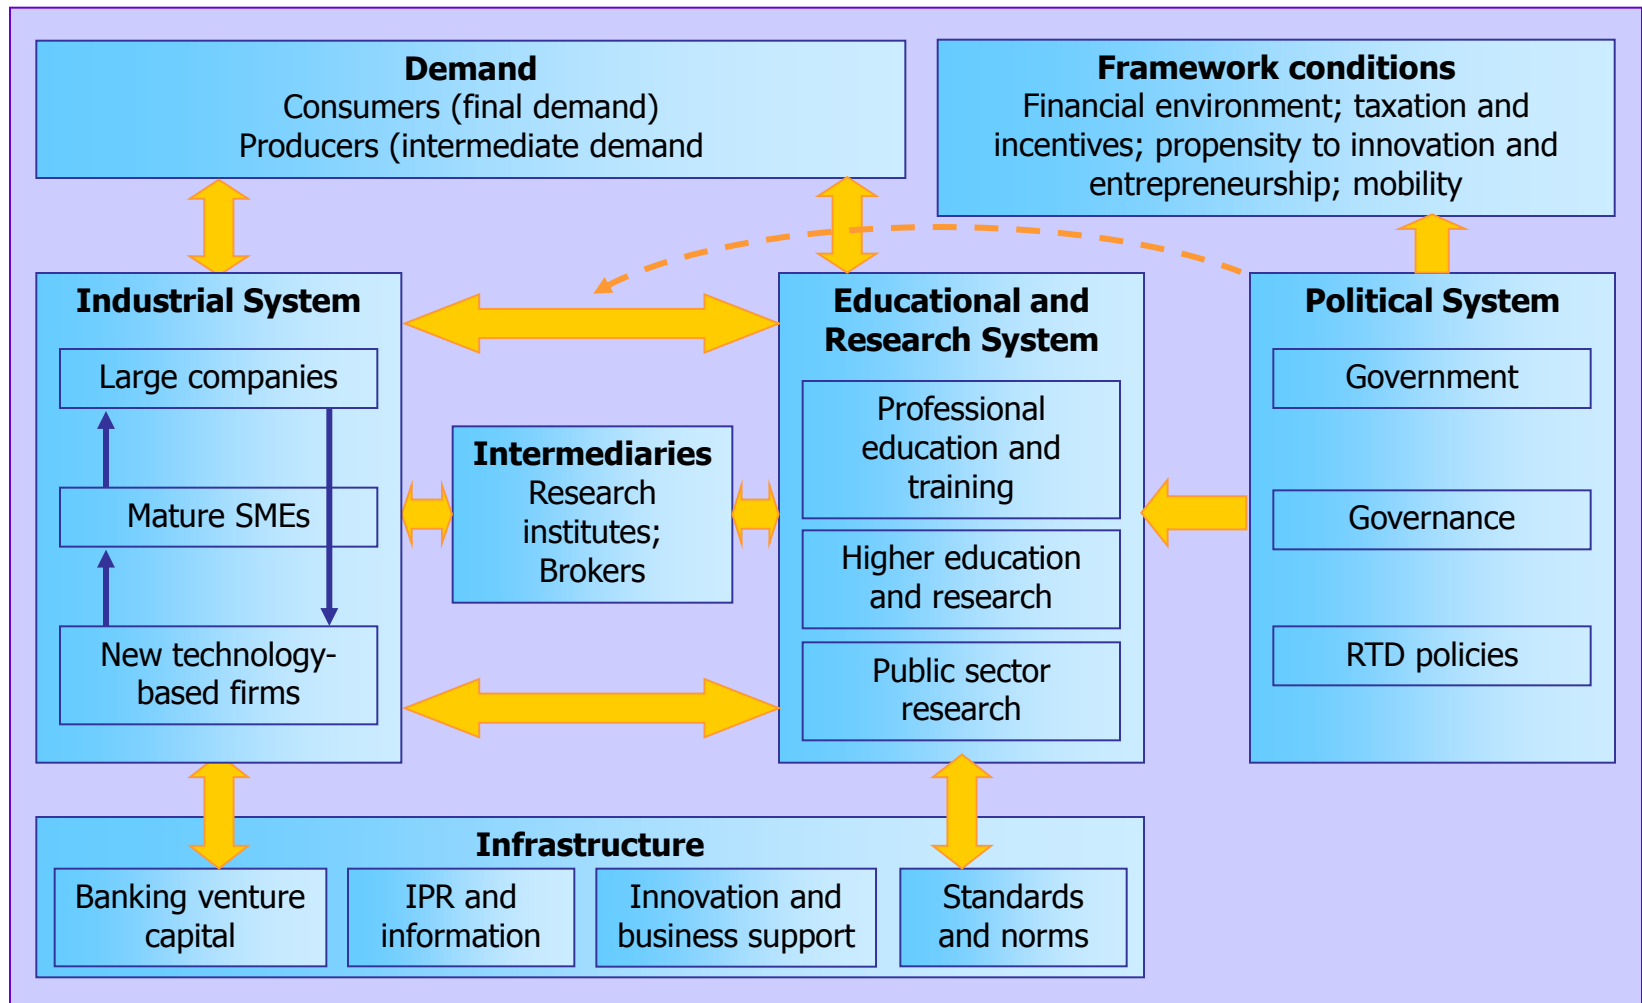 Demand
Consumers (final demand)
Producers (intermediate demand
Framework conditions
Financial environment; taxation and
incentives; propensity to innovation and
entrepreneurship; mobility
Industrial System
Large companies
Mature SMEs
New technology-
based firms
Intermediaries
Research
institutes;
Brokers
Educational and
Research System
Professional
education and
training
Higher education
and research
Public sector
research
Political System
Government
Governance
RTD policies
Infrastructure
Banking venture
capital
IPR and
information
Innovation and
business support
Standards
and norms